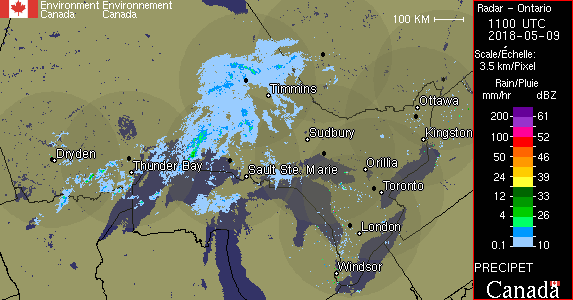 Environment Environnement
Canada Canada
100 KM
Timmins
Ottawa
Sudbury
Kingston
Dryden
Thunder Bay
Sault Ste. Marie
Orillia
Toronto
London
Windsor
Radar - Ontario
1100 UTC
2018-05-09
Scale/Échelle:
3.5 km/Pixel
Rain/Pluie
mm/hr dBZ
200 61
100 52
50 46
24 39
12 33
4 26
0.1 10
PRECIPET
Canada